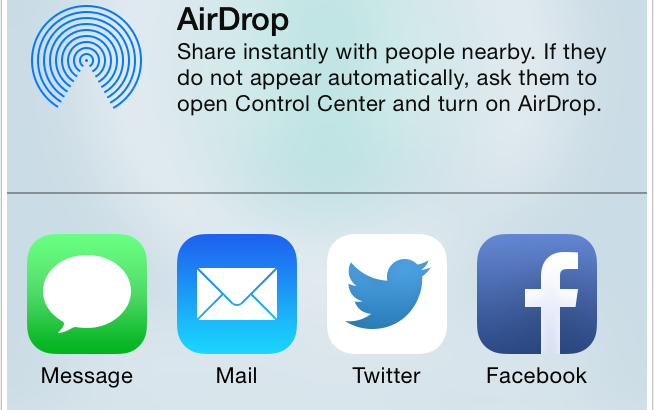 AirDrop
Share instantly with people nearby. If they
do not appear automatically, ask them to
open Control Center and turn on AirDrop.
Message
Mail
Twitter
Facebook